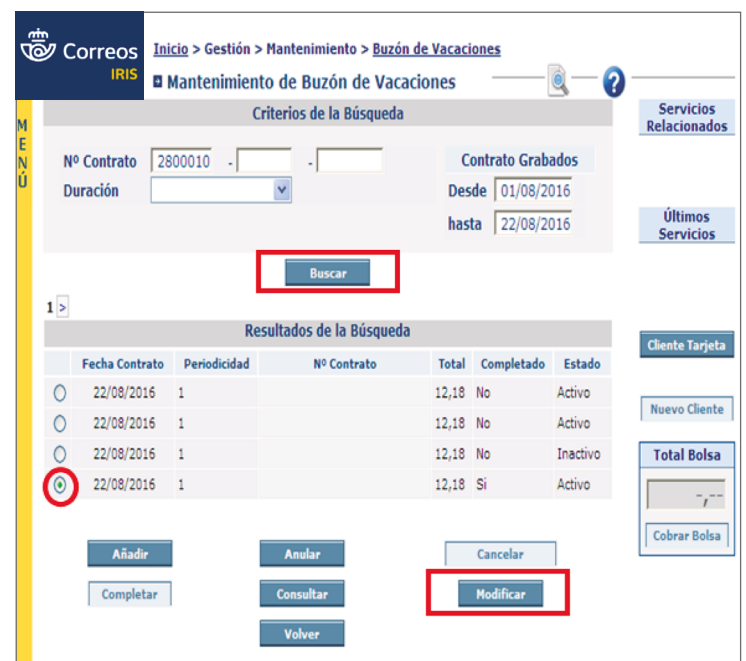 Correos
IRIS
Inicio > Gestión > Mantenimiento > Buzón de Vacaciones
Mantenimiento de Buzón de Vacaciones
?
MENÚ
Criterios de la Búsqueda
Nº Contrato 2800010 - -
Duración
Contrato Grabados
Desde 01/08/2016
hasta 22/08/2016
Buscar
Servicios
Relacionados
Últimos
Servicios
1 >
Resultados de la Búsqueda
Fecha Contrato Periodicidad Nº Contrato Total Completado Estado
22/08/2016 1 12,18 No Activo
22/08/2016 1 12,18 No Activo
22/08/2016 1 12,18 No Inactivo
22/08/2016 1 12,18 Si Activo
Cliente Tarjeta
Nuevo Cliente
Total Bolsa
-,--
Cobrar Bolsa
Añadir Anular Cancelar
Completar Consultar Modificar
Volver